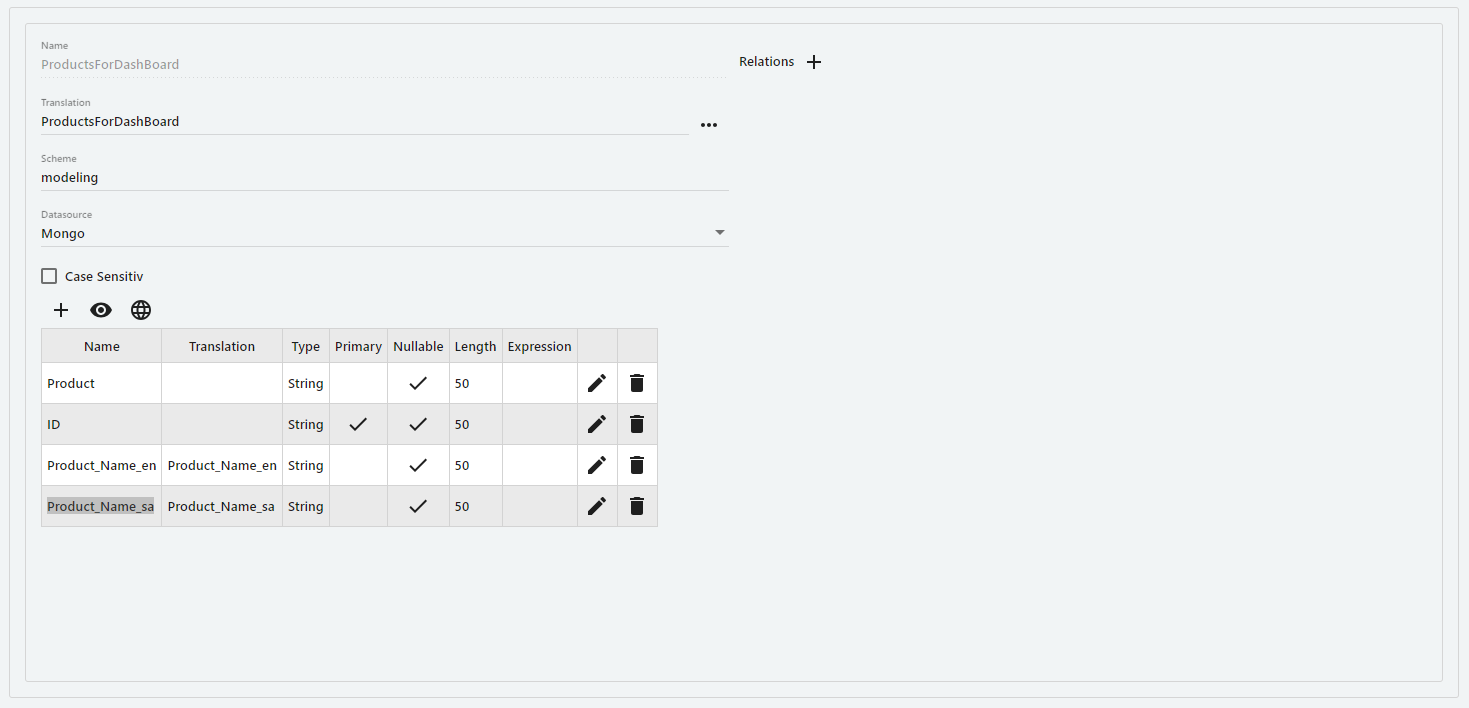 Name
ProductsForDashBoard
Relations
Translation
ProductsForDashBoard
Scheme
modeling
Datasource
Mongo
Case Sensitiv
Name Translation Type Primary Nullable Length Expression
Product String 50
ID String 50
Product_Name_en Product_Name_en String 50
Product_Name_sa Product_Name_sa String 50